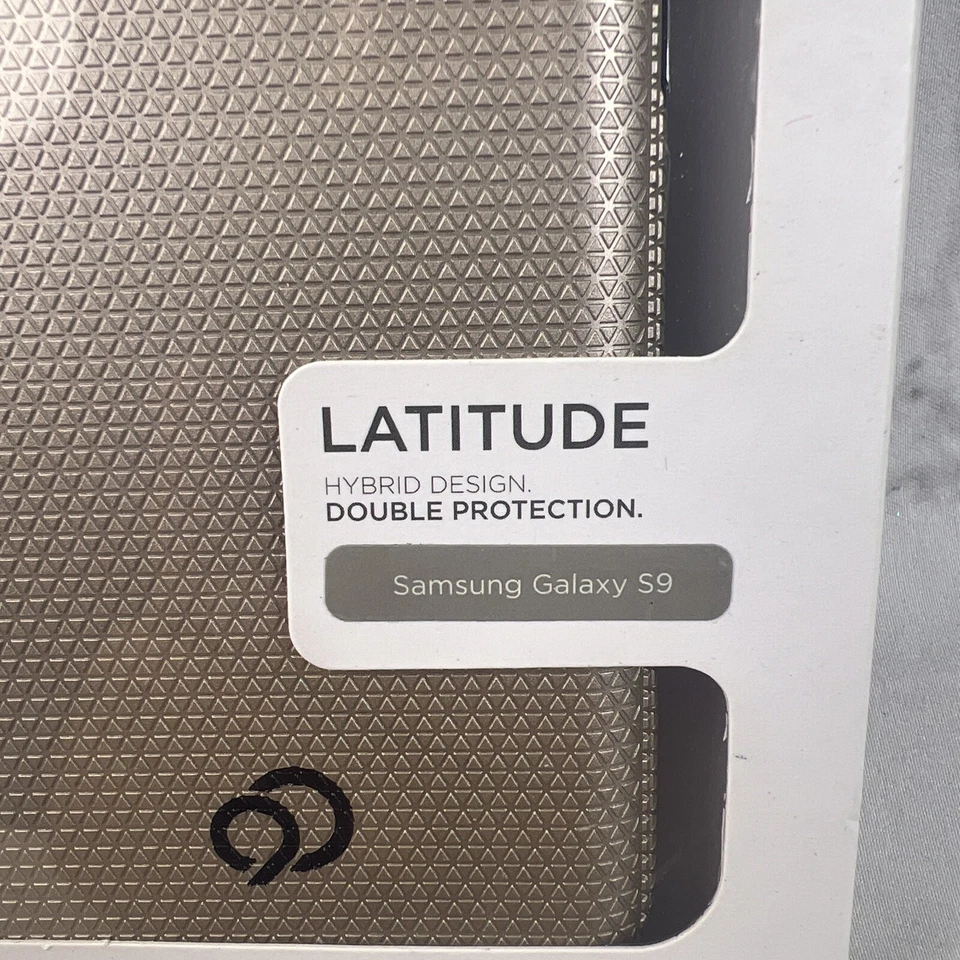 LATITUDE
HYBRID DESIGN.
DOUBLE PROTECTION.
Samsung Galaxy S9